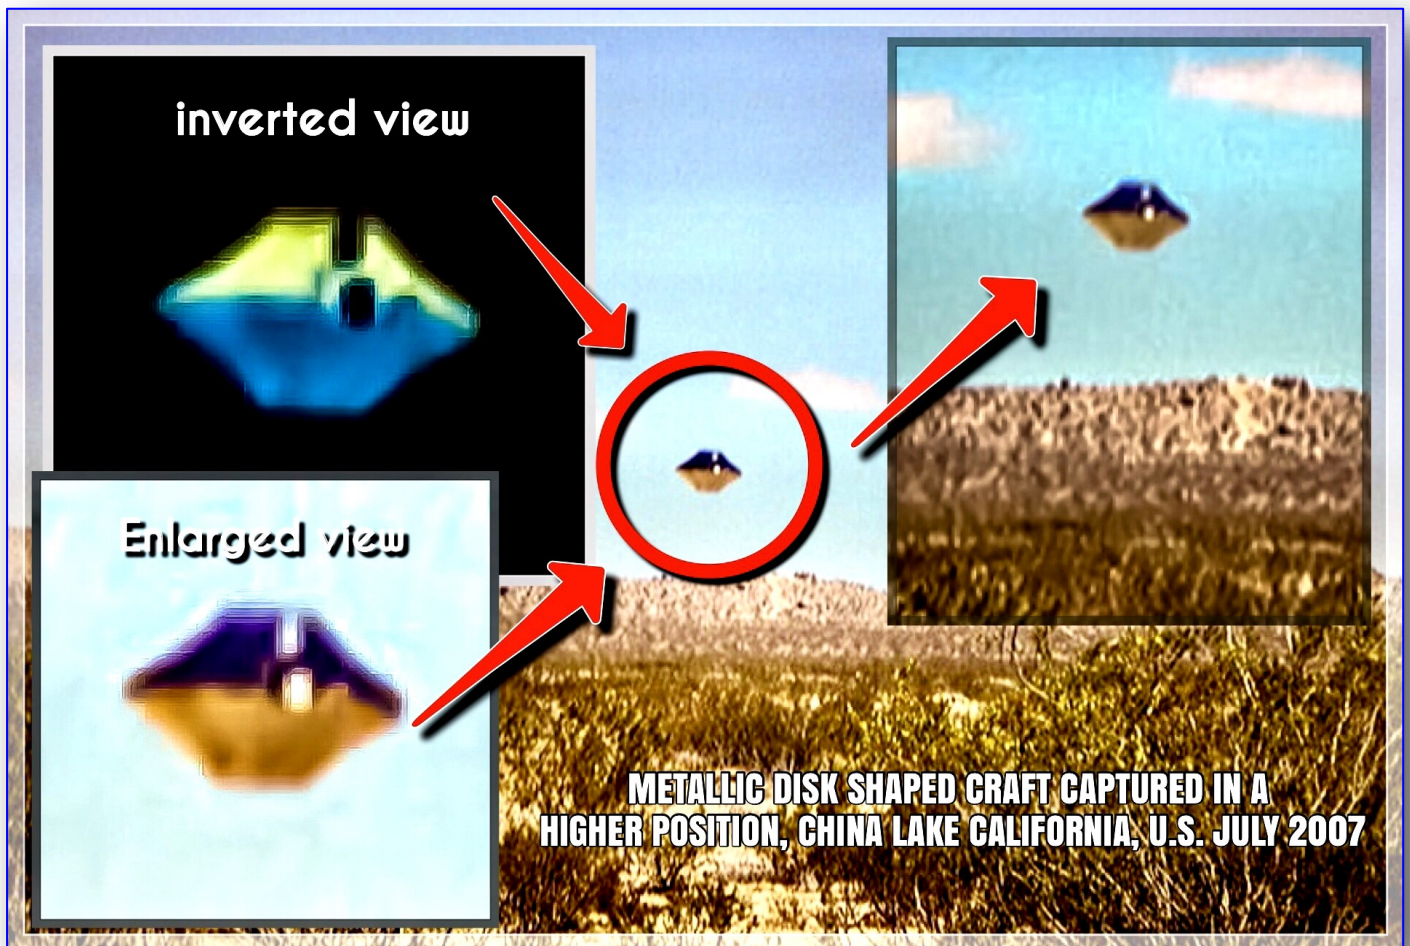 inverted view
Enlarged view
METALLIC DISK SHAPED CRAFT CAPTURED IN A
HIGHER POSITION, CHINA LAKE CALIFORNIA, U.S. JULY 2007